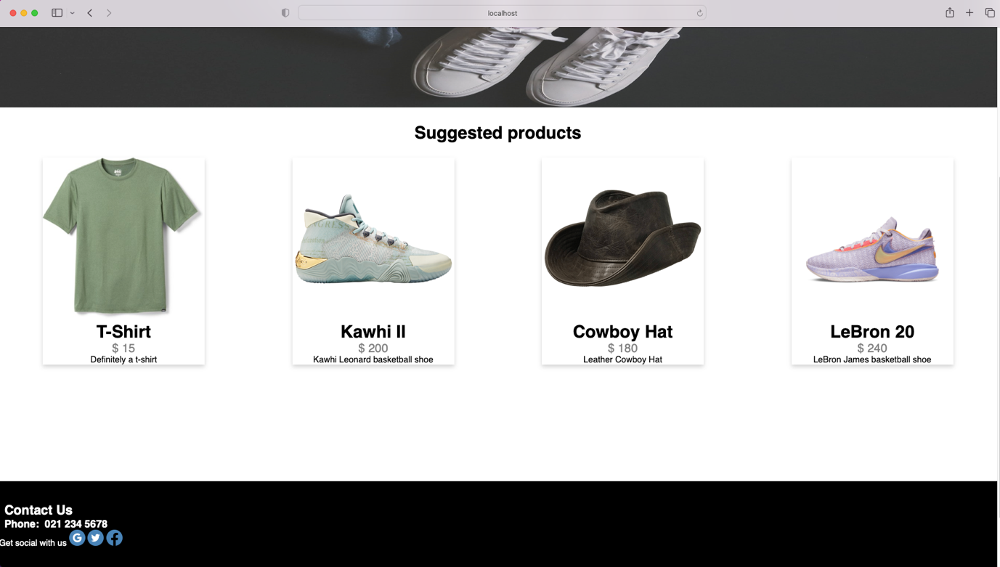 localhost
Suggested products
T-Shirt
$ 15
Definitely a t-shirt
Kawhi II
$ 200
Kawhi Leonard basketball shoe
Cowboy Hat
$ 180
Leather Cowboy Hat
LeBron 20
$ 240
LeBron James basketball shoe
Contact Us
Phone: 021 234 5678
Get social with us